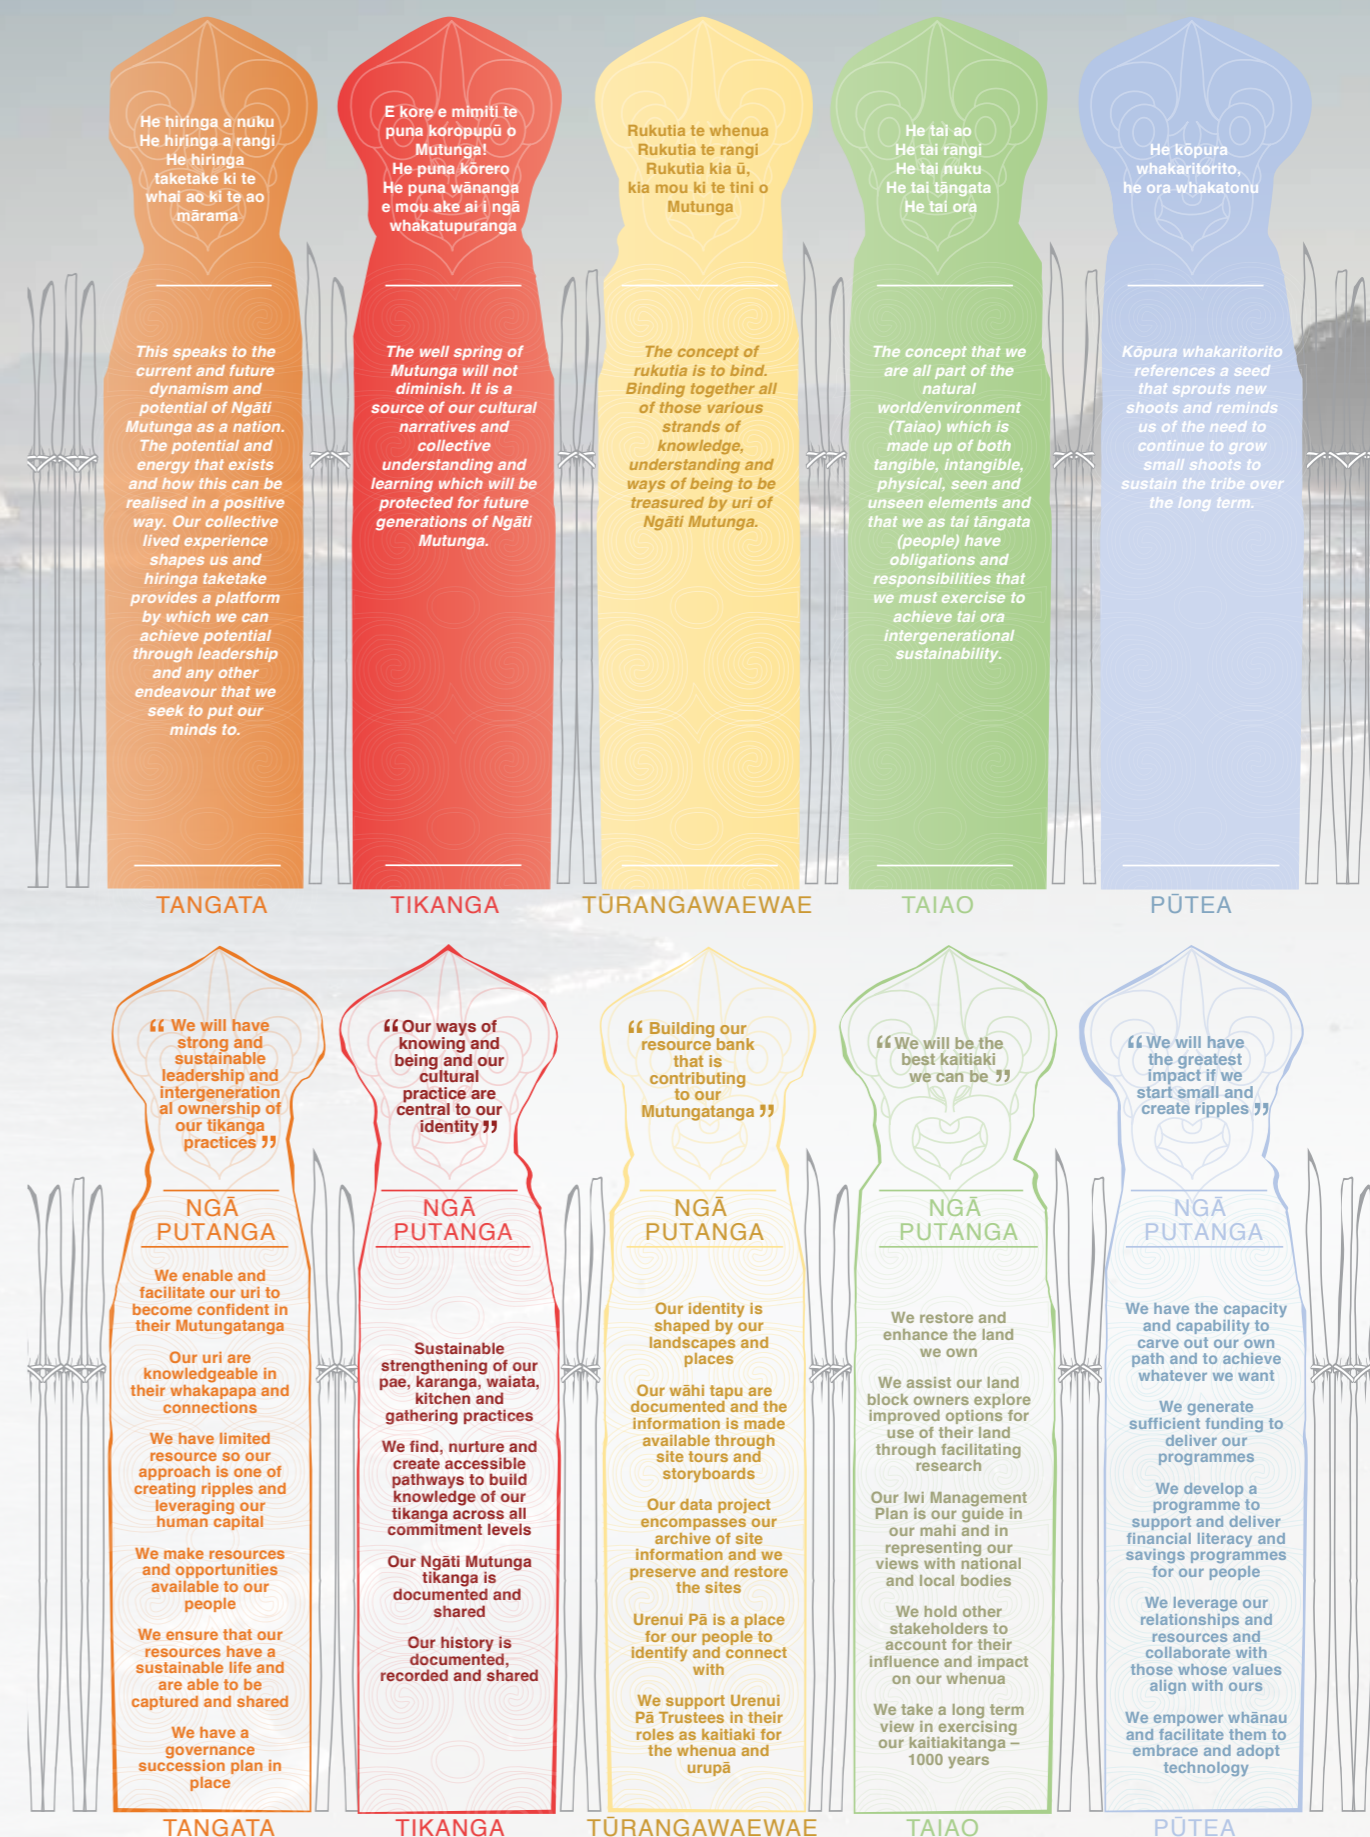 He hiringa a nuku
He hiringa a rangi
He hiringa
taketake ki te
whai ao ki te ao
mārama
This speaks to the
current and future
dynamism and
potential of Ngāti
Mutunga as a nation.
The potential and
energy that exists
and how this can be
realised in a positive
way. Our collective
lived experience
shapes us and
hiringa taketake
provides a platform
by which we can
achieve potential
through leadership
and any other
endeavour that we
seek to put our
minds to.
TANGATA
E kore e mimiti te
puna koropupū o
Mutunga!
He puna kōrero
He puna wānanga
e mou ake ai i ngā
whakatupuranga
The well spring of
Mutunga will not
diminish. It is a
source of our cultural
narratives and
collective
understanding and
learning which will be
protected for future
generations of Ngāti
Mutunga.
TIKANGA
Rukutia te whenua
Rukutia te rangi
Rukutia kia ū,
kia mou ki te tini o
Mutunga
The concept of
rukutia is to bind.
Binding together all
of those various
strands of
knowledge,
understanding and
ways of being to be
treasured by uri of
Ngāti Mutunga.
TŪRANGAWAEWAE
He tai ao
He tai rangi
He tai nuku
He tai tāngata
He tai ora
The concept that we
are all part of the
natural
world/environment
(Taiao) which is
made up of both
tangible, intangible,
physical, seen and
unseen elements and
that we as tai tāngata
(people) have
obligations and
responsibilities that
we must exercise to
achieve tai ora
intergenerational
sustainability.
TAIAO
He kōpura
whakaritorito,
he ora whakatonu
Kōpura whakaritorito
references a seed
that sprouts new
shoots and reminds
us of the need to
continue to grow
small shoots to
sustain the tribe over
the long term.
PŪTEA
“ We will have
strong and
sustainable
leadership and
intergeneration
al ownership of
our tikanga
practices ”
NGĀ
PUTANGA
We enable and
facilitate our uri to
become confident in
their Mutungatanga
Our uri are
knowledgeable in
their whakapapa and
connections
We have limited
resource so our
approach is one of
creating ripples and
leveraging our
human capital
We make resources
and opportunities
available to our
people
We ensure that our
resources have a
sustainable life and
are able to be
captured and shared
We have a
governance
succession plan in
place
TANGATA
“ Our ways of
knowing and
being and our
cultural
practice are
central to our
identity ”
NGĀ
PUTANGA
Sustainable
strengthening of our
pae, karanga, waiata,
kitchen and
gathering practices
We find, nurture and
create accessible
pathways to build
knowledge of our
tikanga across all
commitment levels
Our Ngāti Mutunga
tikanga is
documented and
shared
Our history is
documented,
recorded and shared
TIKANGA
“ Building our
resource bank
that is
contributing
to our
Mutungatanga ”
NGĀ
PUTANGA
Our identity is
shaped by our
landscapes and
places
Our wāhi tapu are
documented and the
information is made
available through
site tours and
storyboards
Our data project
encompasses our
archive of site
information and we
preserve and restore
the sites
Urenui Pā is a place
for our people to
identify and connect
with
We support Urenui
Pā Trustees in their
roles as kaitiaki for
the whenua and
urupā
TŪRANGAWAEWAE
“ We will be the
best kaitiaki
we can be ”
NGĀ
PUTANGA
We restore and
enhance the land
we own
We assist our land
block owners explore
improved options for
use of their land
through facilitating
research
Our Iwi Management
Plan is our guide in
our mahi and in
representing our
views with national
and local bodies
We hold other
stakeholders to
account for their
influence and impact
on our whenua
We take a long term
view in exercising
our kaitiakitanga –
1000 years
TAIAO
“ We will have
the greatest
impact if we
start small and
create ripples ”
NGĀ
PUTANGA
We have the capacity
and capability to
carve out our own
path and to achieve
whatever we want
We generate
sufficient funding to
deliver our
programmes
We develop a
programme to
support and deliver
financial literacy and
savings programmes
for our people
We leverage our
relationships and
resources and
collaborate with
those whose values
align with ours
We empower whānau
and facilitate them to
embrace and adopt
technology
PŪTEA